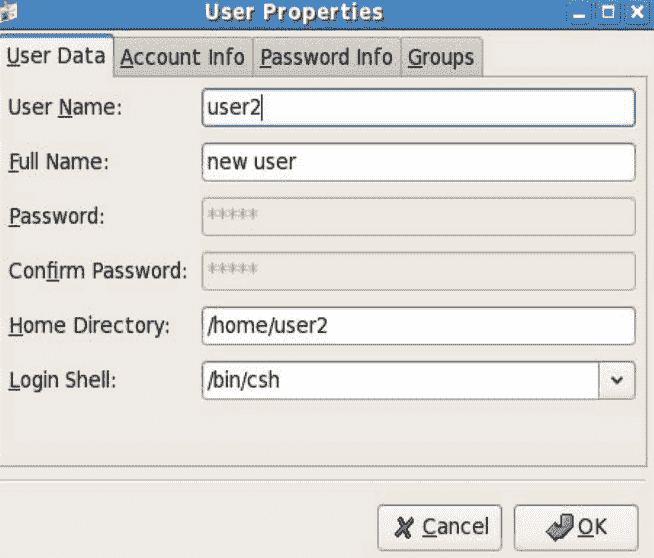 User Properties
User Data Account Info Password Info Groups
User Name: user2
Full Name: new user
Password: *****
Confirm Password: *****
Home Directory: /home/user2
Login Shell: /bin/csh
Cancel OK